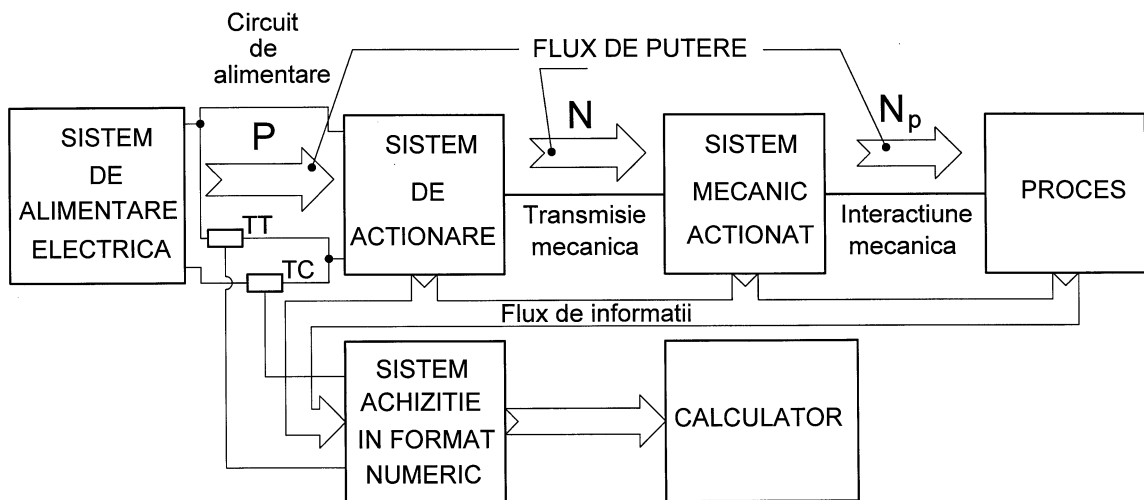 Circuit
de
alimentare
FLUX DE PUTERE
SISTEM
DE
ALIMENTARE
ELECTRICA
P
SISTEM
DE
ACTIONARE
N
Transmisie
mecanica
SISTEM
MECANIC
ACTIONAT
Np
Interactiune
mecanica
PROCES
TT
TC
Flux de informatii
SISTEM
ACHIZITIE
IN FORMAT
NUMERIC
CALCULATOR